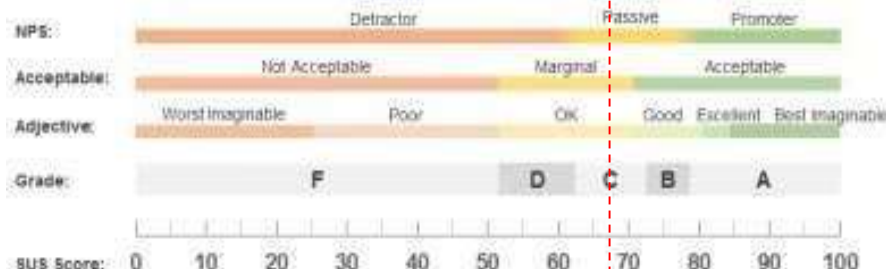 NPS: Detractor Passive Promoter
Acceptable: Not Acceptable Marginal Acceptable
Adjective: Worst Imaginable Poor OK Good Excellent Best Imaginable
Grade: F D C B A
SUS Score: 0 10 20 30 40 50 60 70 80 90 100